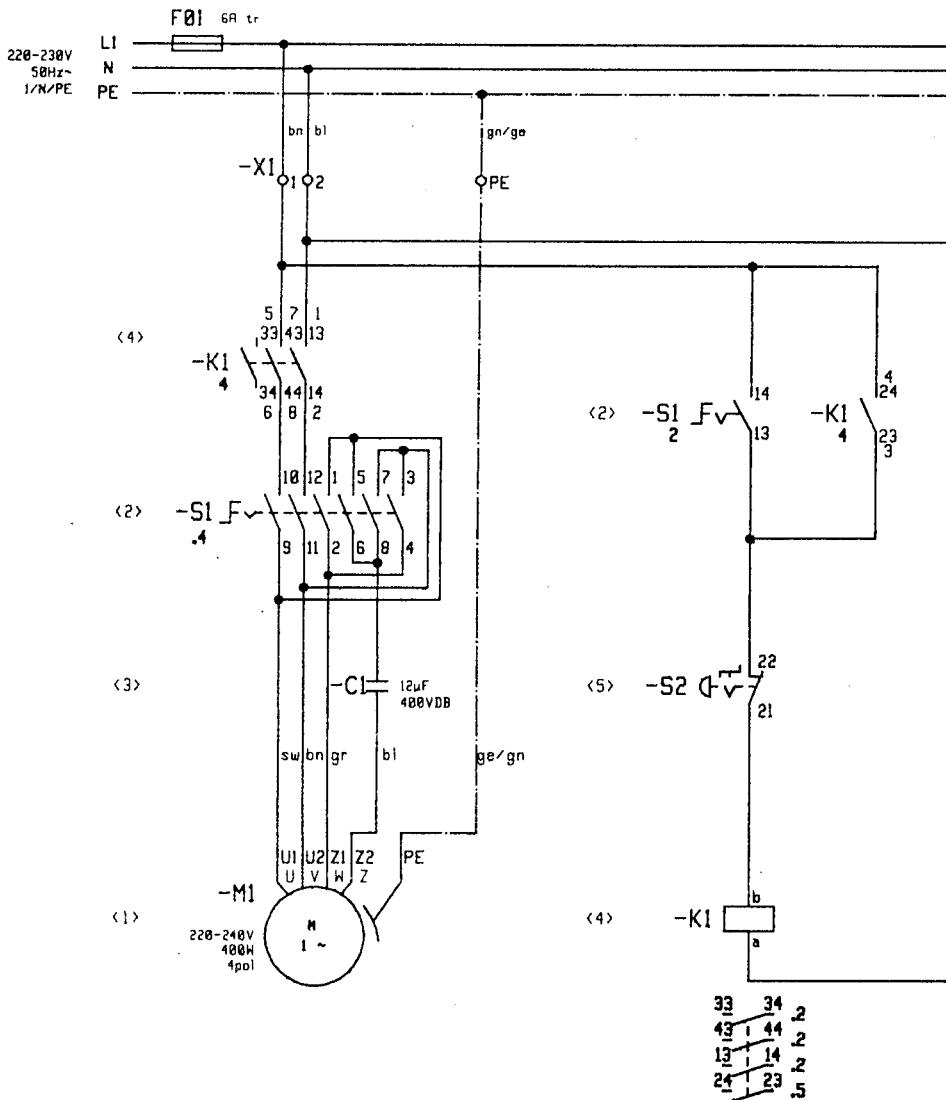 F01 6A tr
L1
220-230V
N
50Hz~
1/N/PE
PE
bn bl
gn/ge
-X1
1 2
PE
5 7 1
33 43 13
<4>
-K1
4
34 44 14
6 8 2
14
<2> -S1
2
13
4
24
-K1
4
23
3
10 12 1 5 7 3
<2> -S1
.4
9 11 2 6 8 4
<3>
-C1
12µF
400VDB
<5> -S2
22
21
sw bn gr bl
ge/gn
U1 U2 Z1 Z2 PE
U V W Z
-M1
<1>
M
1 ~
220-240V
400W
4pol
<4> -K1
b
a
33 34 .2
43 44 .2
13 14 .2
24 23 .5